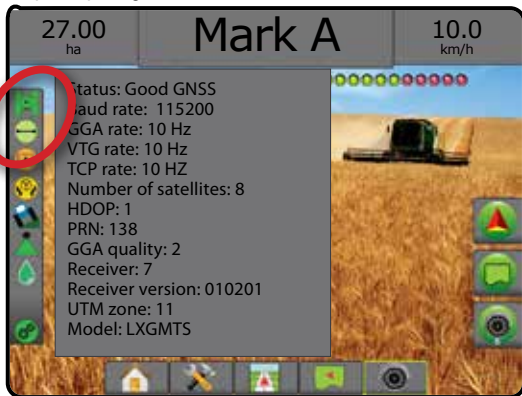 27.00
ha
Mark A
10.0
km/h
Status: Good GNSS
Baud rate: 115200
GGA rate: 10 Hz
VTG rate: 10 Hz
TCP rate: 10 HZ
Number of satellites: 8
HDOP: 1
PRN: 138
GGA quality: 2
Receiver: 7
Receiver version: 010201
UTM zone: 11
Model: LXGMTS